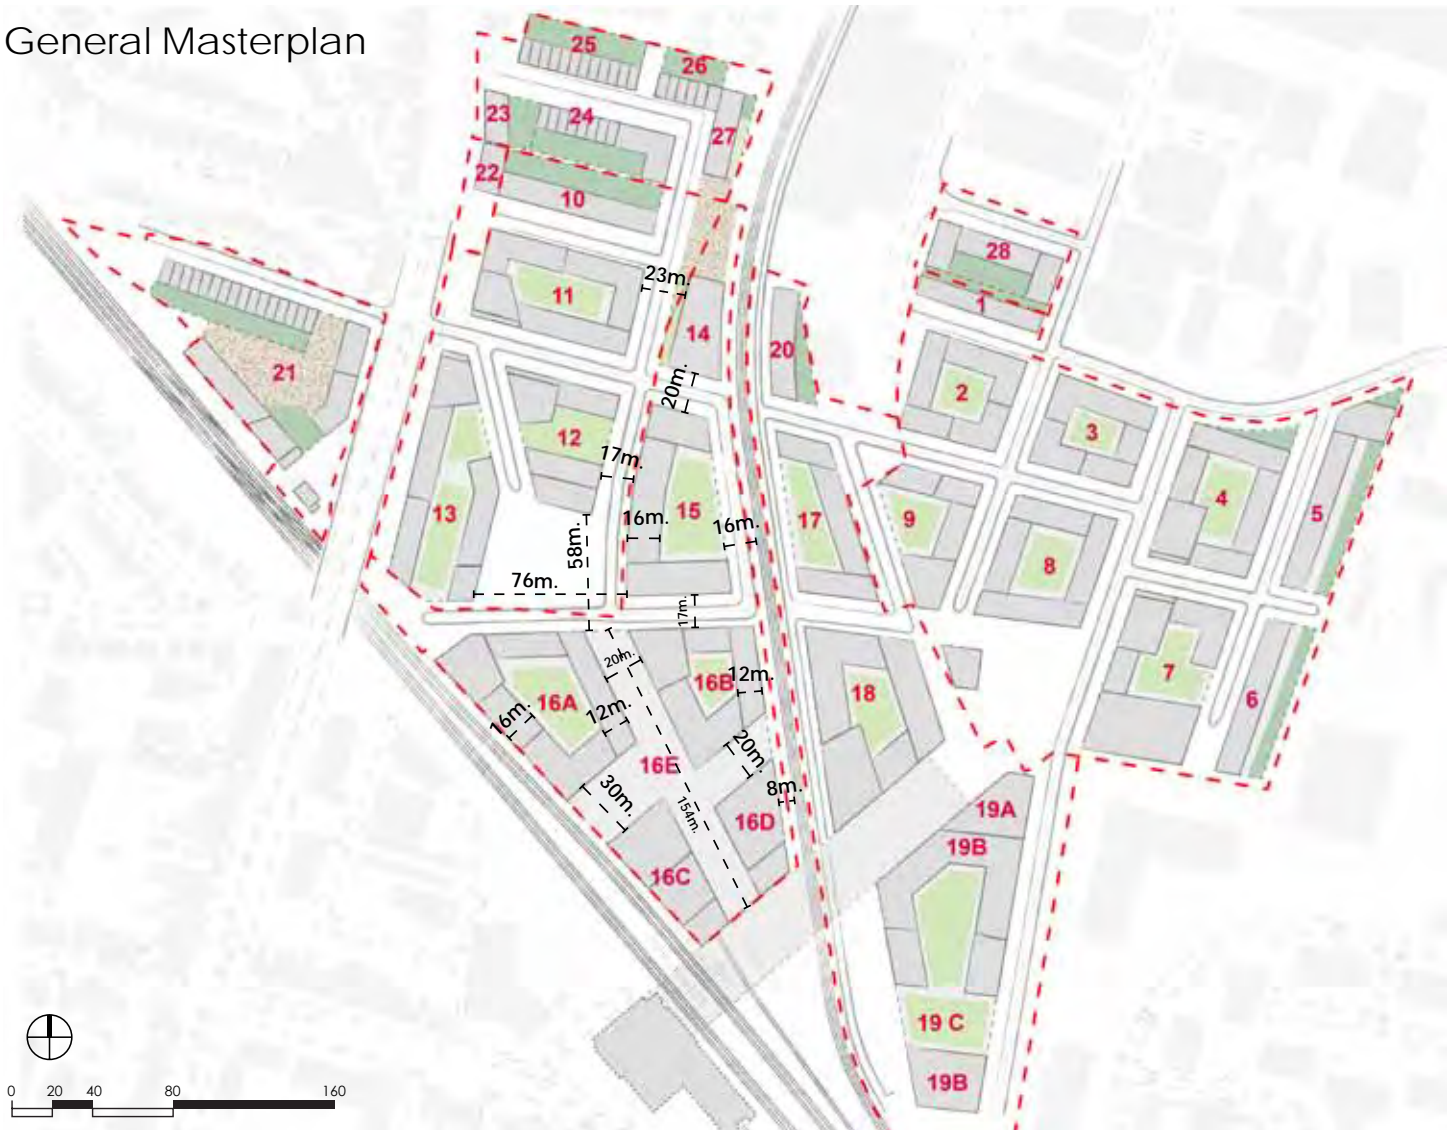 General Masterplan
25
26
23
24
27
22
10
28
11
23m.
1
14
20
21
20m.
2
3
12
17m.
4
13
16m.
15
16m.
17
9
5
58m.
8
76m.
17m.
20m.
16B
12m.
7
16A
18
6
16m.
12m.
16E
20m.
30m.
8m.
154m.
16D
19A
19B
16C
19 C
19B
0 20 40 80 160